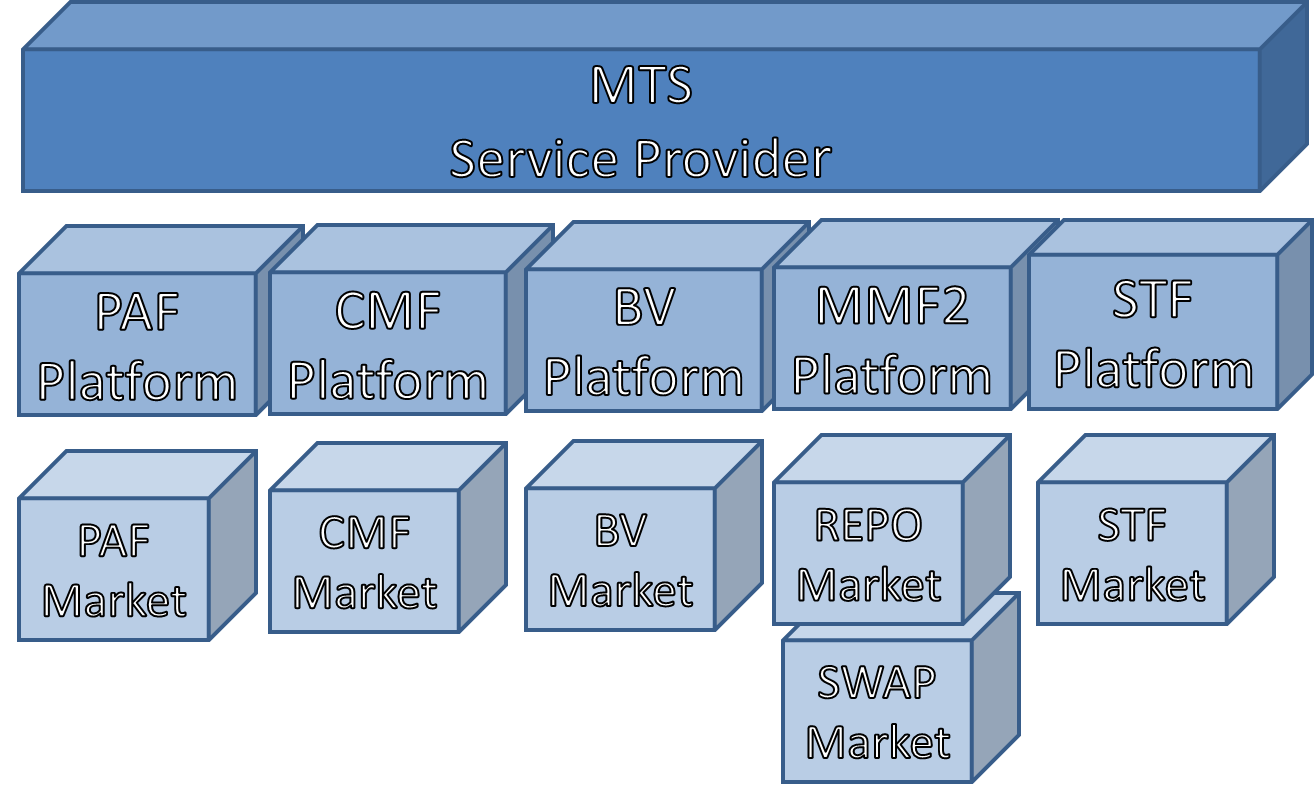 MTS
Service Provider
PAF
Platform
CMF
Platform
BV
Platform
MMF2
Platform
STF
Platform
PAF
Market
CMF
Market
BV
Market
REPO
Market
STF
Market
SWAP
Market